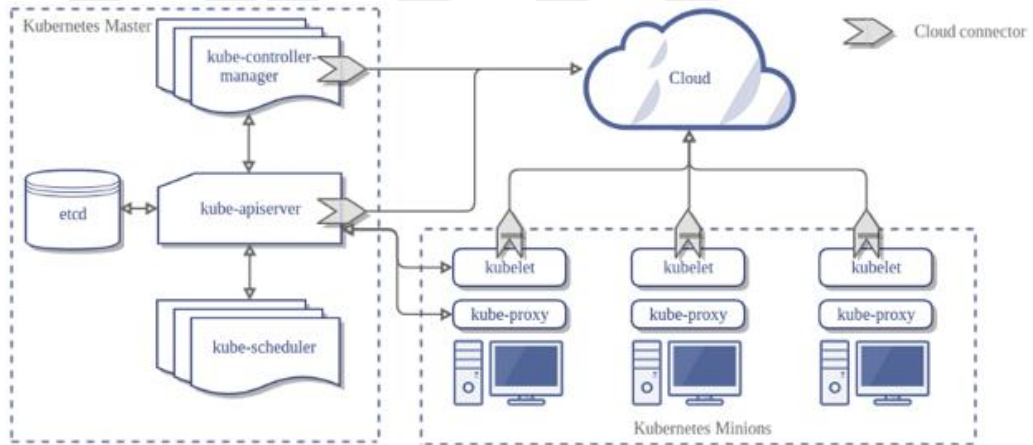 Kubernetes Master
kube-controller-
manager
Cloud connector
Cloud
etcd
kube-apiserver
kubelet
kubelet
kubelet
kube-proxy
kube-proxy
kube-proxy
kube-scheduler
Kubernetes Minions